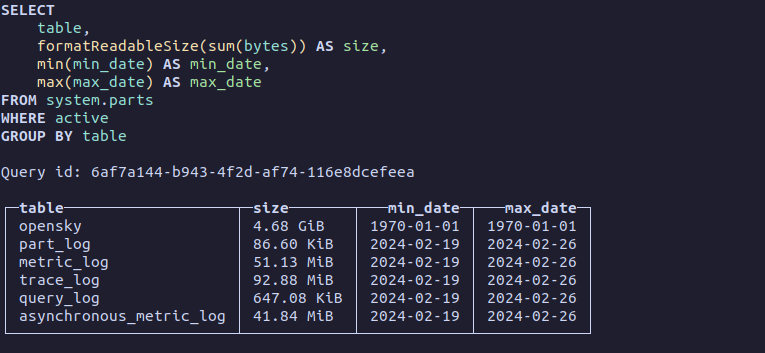 SELECT
    table,
    formatReadableSize(sum(bytes)) AS size,
    min(min_date) AS min_date,
    max(max_date) AS max_date
FROM system.parts
WHERE active
GROUP BY table
Query id: 6af7a144-b943-4f2d-af74-116e8dcefeea
table size min_date max_date
opensky 4.68 GiB 1970-01-01 1970-01-01
part_log 86.60 KiB 2024-02-19 2024-02-26
metric_log 51.13 MiB 2024-02-19 2024-02-26
trace_log 92.88 MiB 2024-02-19 2024-02-26
query_log 647.08 KiB 2024-02-19 2024-02-26
asynchronous_metric_log 41.84 MiB 2024-02-19 2024-02-26